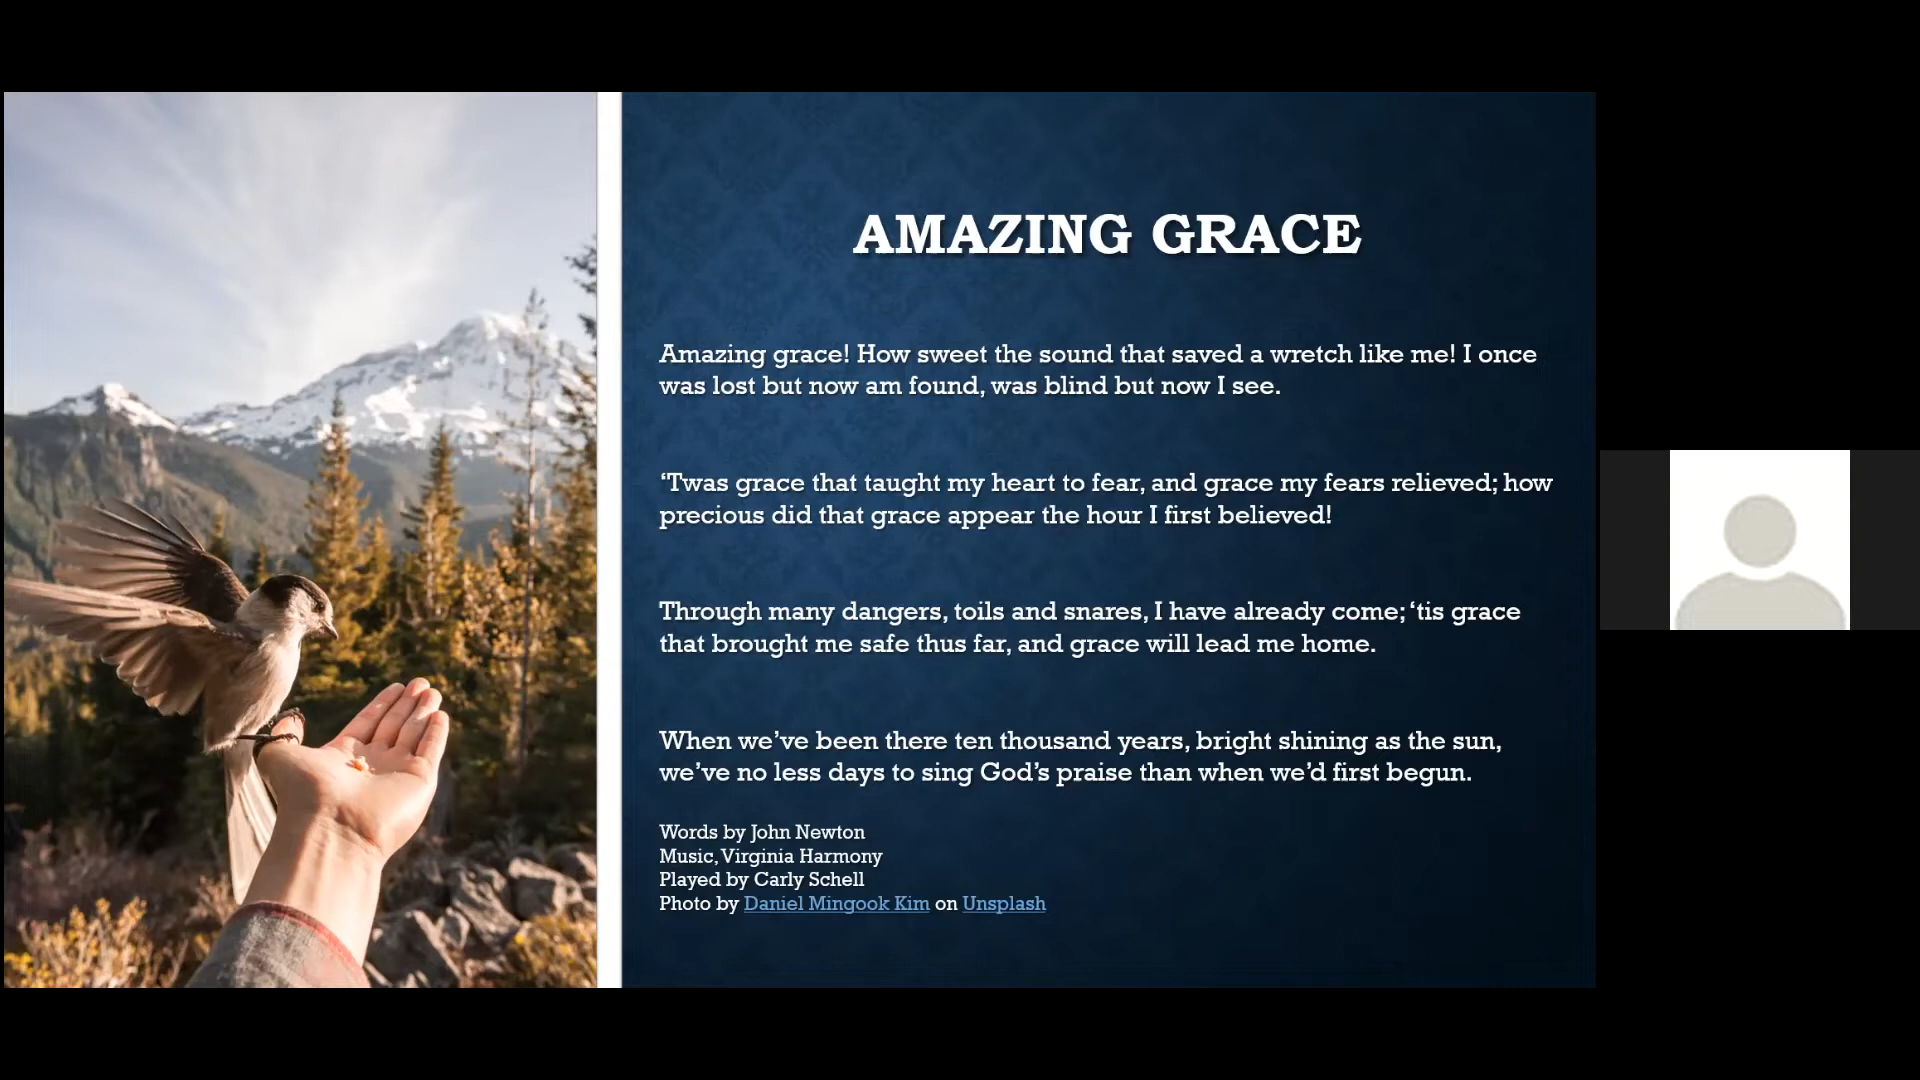 AMAZING GRACE
Amazing grace! How sweet the sound that saved a wretch like me! I once
was lost but now am found, was blind but now I see.
‘Twas grace that taught my heart to fear, and grace my fears relieved; how
precious did that grace appear the hour I first believed!
Through many dangers, toils and snares, I have already come; ‘tis grace
that brought me safe thus far, and grace will lead me home.
When we’ve been there ten thousand years, bright shining as the sun,
we’ve no less days to sing God’s praise than when we’d first begun.
Words by John Newton
Music, Virginia Harmony
Played by Carly Schell
Photo by Daniel Mingook Kim on Unsplash